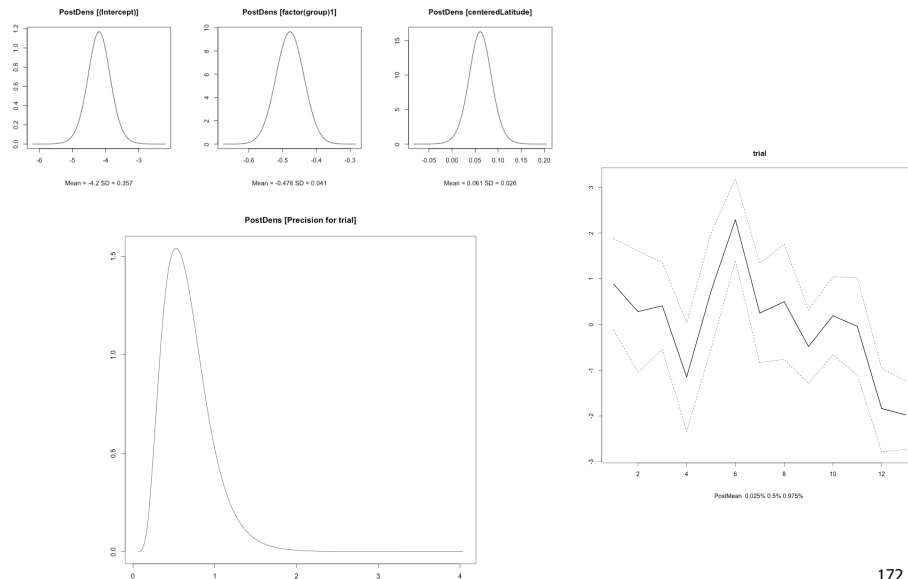 PostDens [(Intercept)]
PostDens [factor(group)1]
PostDens [centeredLatitude]
0.0 0.2 0.4 0.6 0.8 1.0 1.2
-6 -5 -4 -3
0 2 4 6 8 10
-0.6 -0.5 -0.4 -0.3
0 5 10 15
-0.05 0.00 0.05 0.10 0.15 0.20
Mean = -4.2 SD = 0.357
Mean = -0.478 SD = 0.041
Mean = 0.061 SD = 0.026
PostDens [Precision for trial]
0.0 0.5 1.0 1.5
0 1 2 3 4
trial
-3 -2 -1 0 1 2 3
2 4 6 8 10 12
PostMean 0.025% 0.5% 0.975%
172